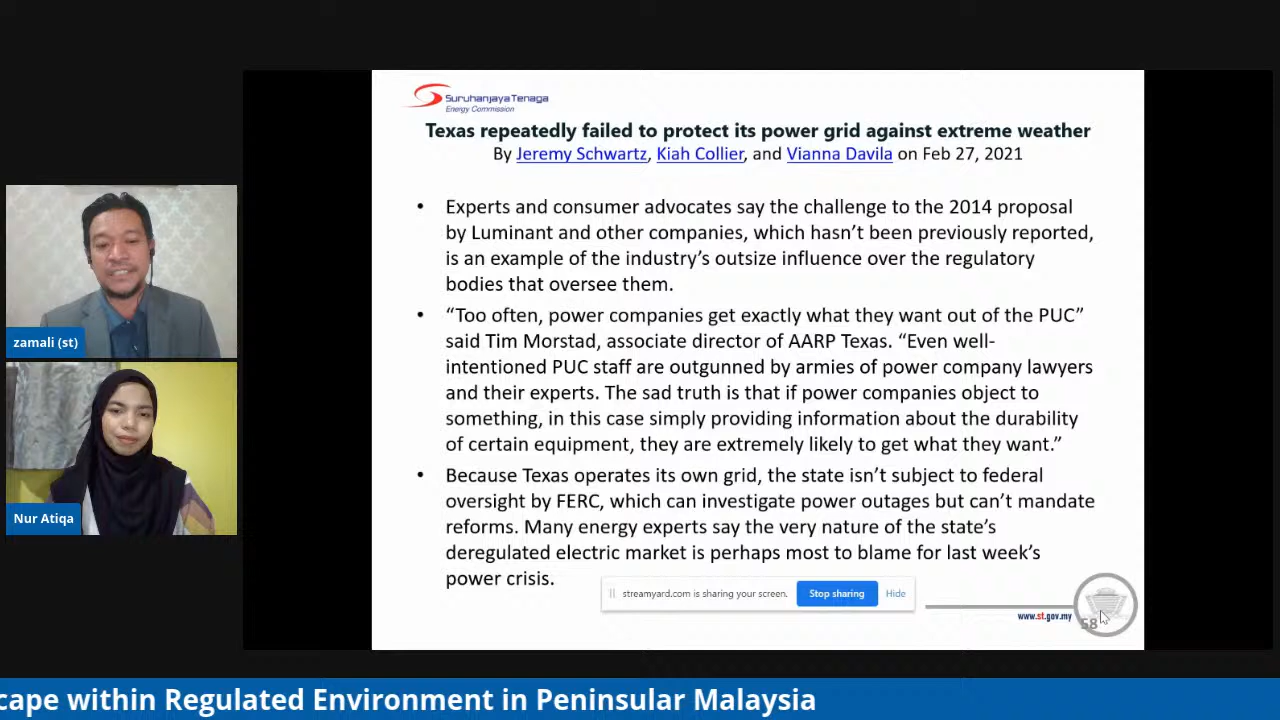 Suruhanjaya Tenaga
Energy Commission
Texas repeatedly failed to protect its power grid against extreme weather
By Jeremy Schwartz, Kiah Collier, and Vianna Davila on Feb 27, 2021
• Experts and consumer advocates say the challenge to the 2014 proposal
by Luminant and other companies, which hasn’t been previously reported,
is an example of the industry’s outsize influence over the regulatory
bodies that oversee them.
• “Too often, power companies get exactly what they want out of the PUC”
said Tim Morstad, associate director of AARP Texas. “Even well-
intentioned PUC staff are outgunned by armies of power company lawyers
and their experts. The sad truth is that if power companies object to
something, in this case simply providing information about the durability
of certain equipment, they are extremely likely to get what they want.”
• Because Texas operates its own grid, the state isn’t subject to federal
oversight by FERC, which can investigate power outages but can’t mandate
reforms. Many energy experts say the very nature of the state’s
deregulated electric market is perhaps most to blame for last week’s
power crisis.
streamyard.com is sharing your screen. Stop sharing Hide
www.st.gov.my
58
zamali (st)
Nur Atiqa
cape within Regulated Environment in Peninsular Malaysia